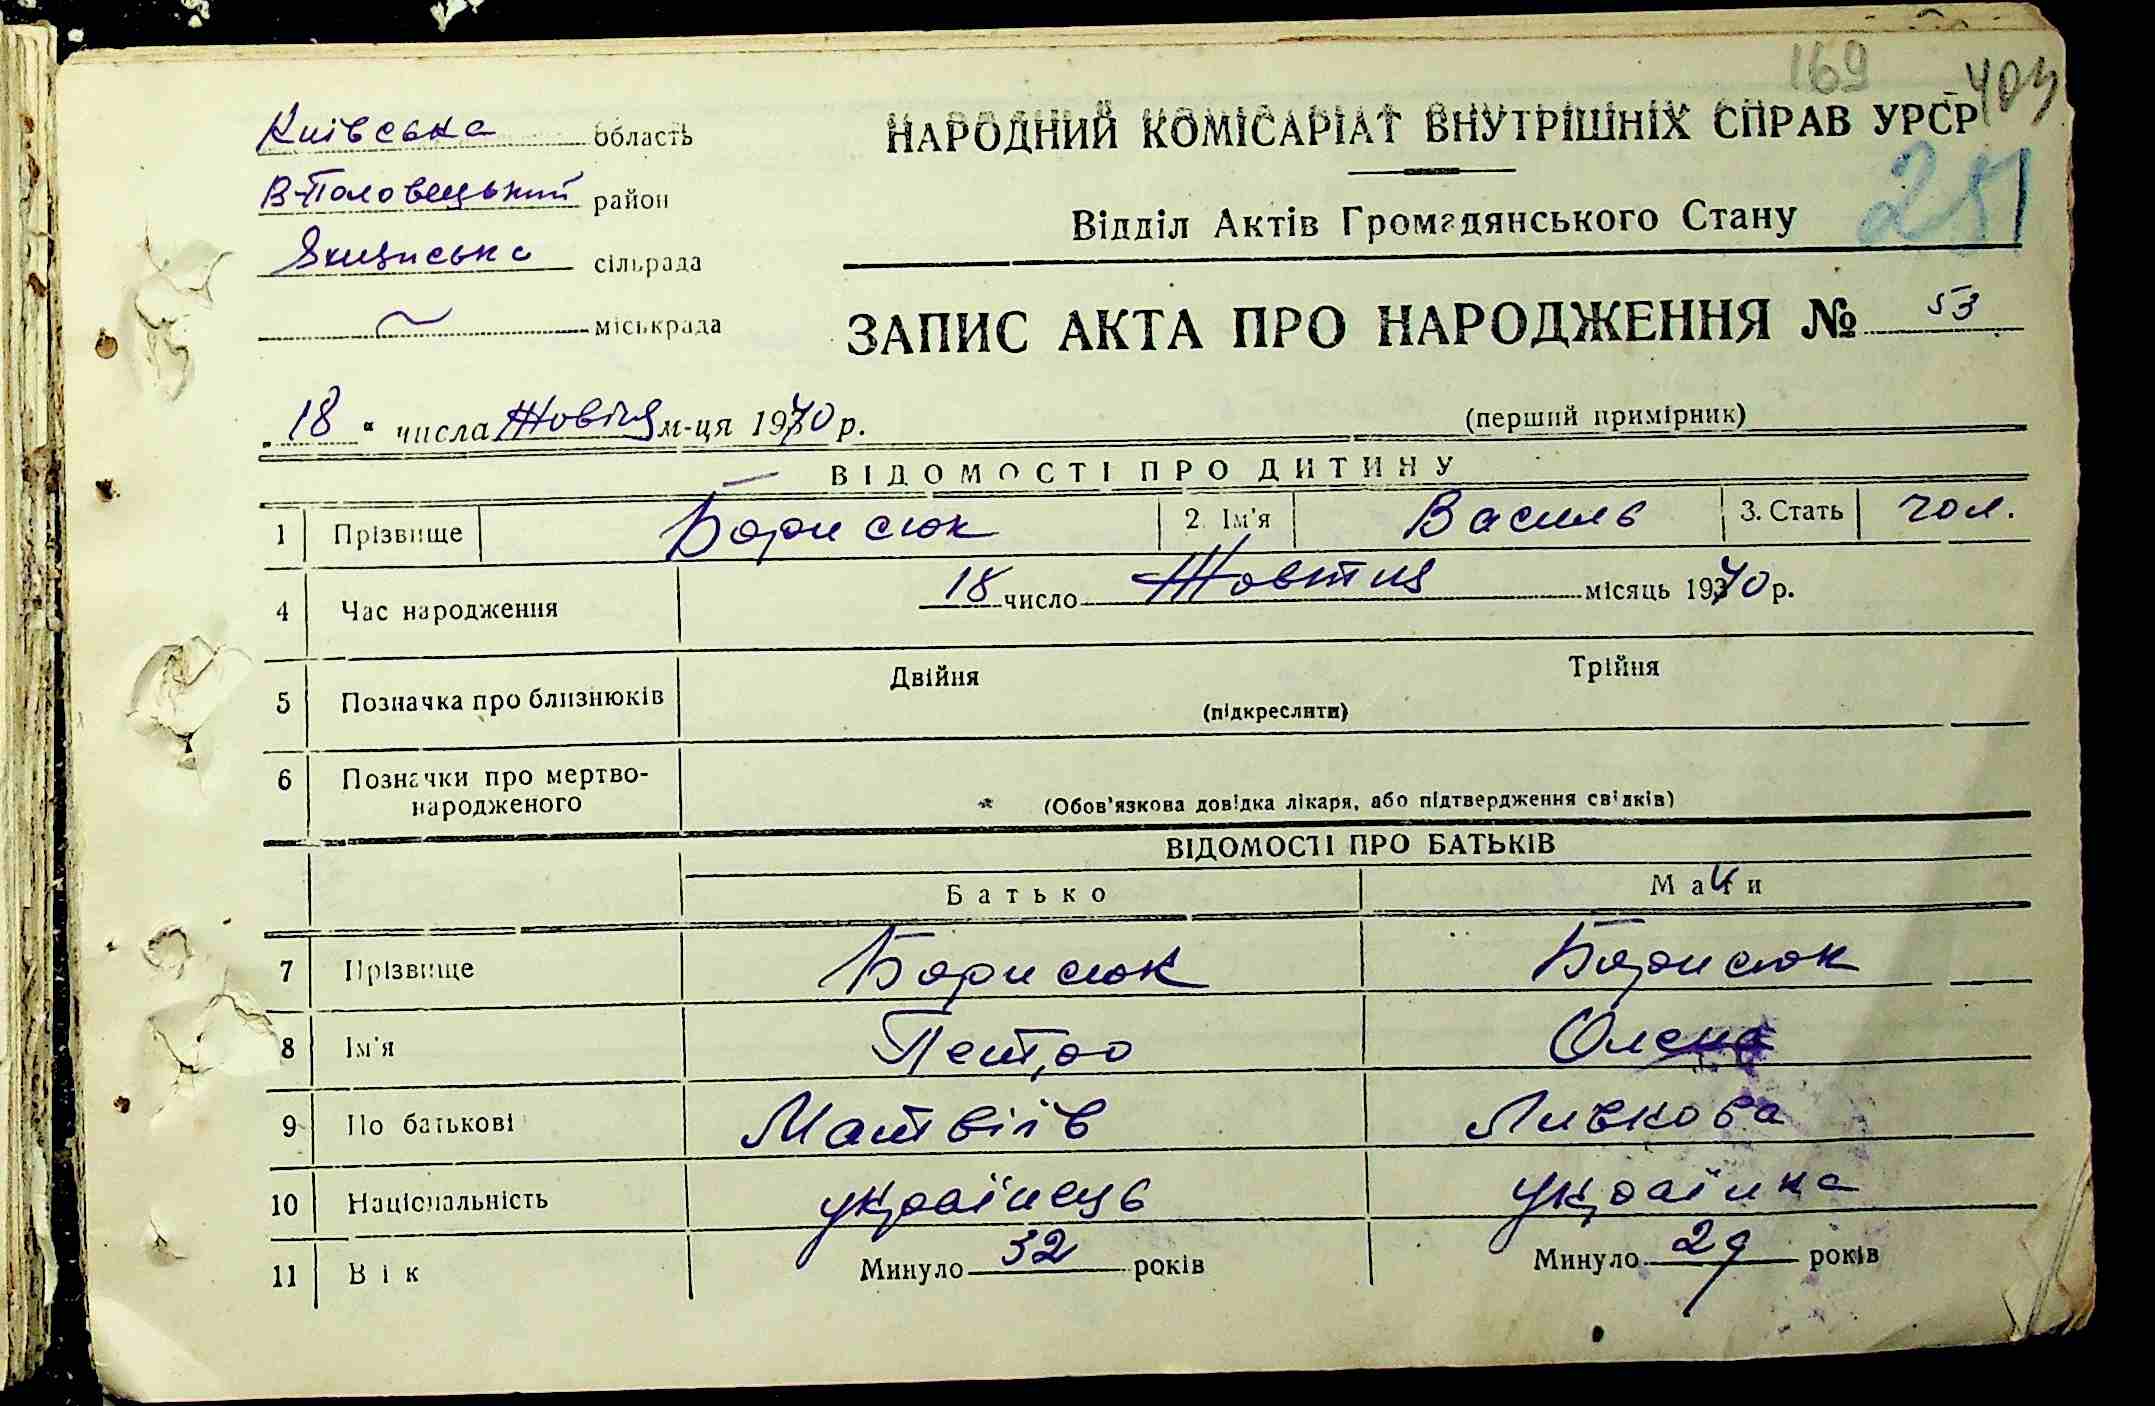 169 403
Київська область
НАРОДНИЙ КОМІСАРІАТ ВНУТРІШНІХ СПРАВ УРСР
В-Половецький район
Відділ Актів Громадянського Стану 251
сільрада
міськрада
ЗАПИС АКТА ПРО НАРОДЖЕННЯ № 53
„18“ числа Жовтня м-ця 1940 р. (перший примірник)
ВІДОМОСТІ ПРО ДИТИНУ
1 Прізвище Борисюк 2. Ім'я Василь 3. Стать чол.
4 Час народження 18 число Жовтня місяць 1940 р.
5 Позначка про близнюків Двійня Трійня
(підкреслити)
6 Позначки про мертво-
народженого (Обов'язкова довідка лікаря, або підтвердження свідків)
ВІДОМОСТІ ПРО БАТЬКІВ
Батько Мати
7 Прізвище Борисюк Борисюк
8 Ім'я Петро Олена
9 По батькові Матвіїв
10 Національність українець українка
11 Вік Минуло 32 років Минуло 29 років